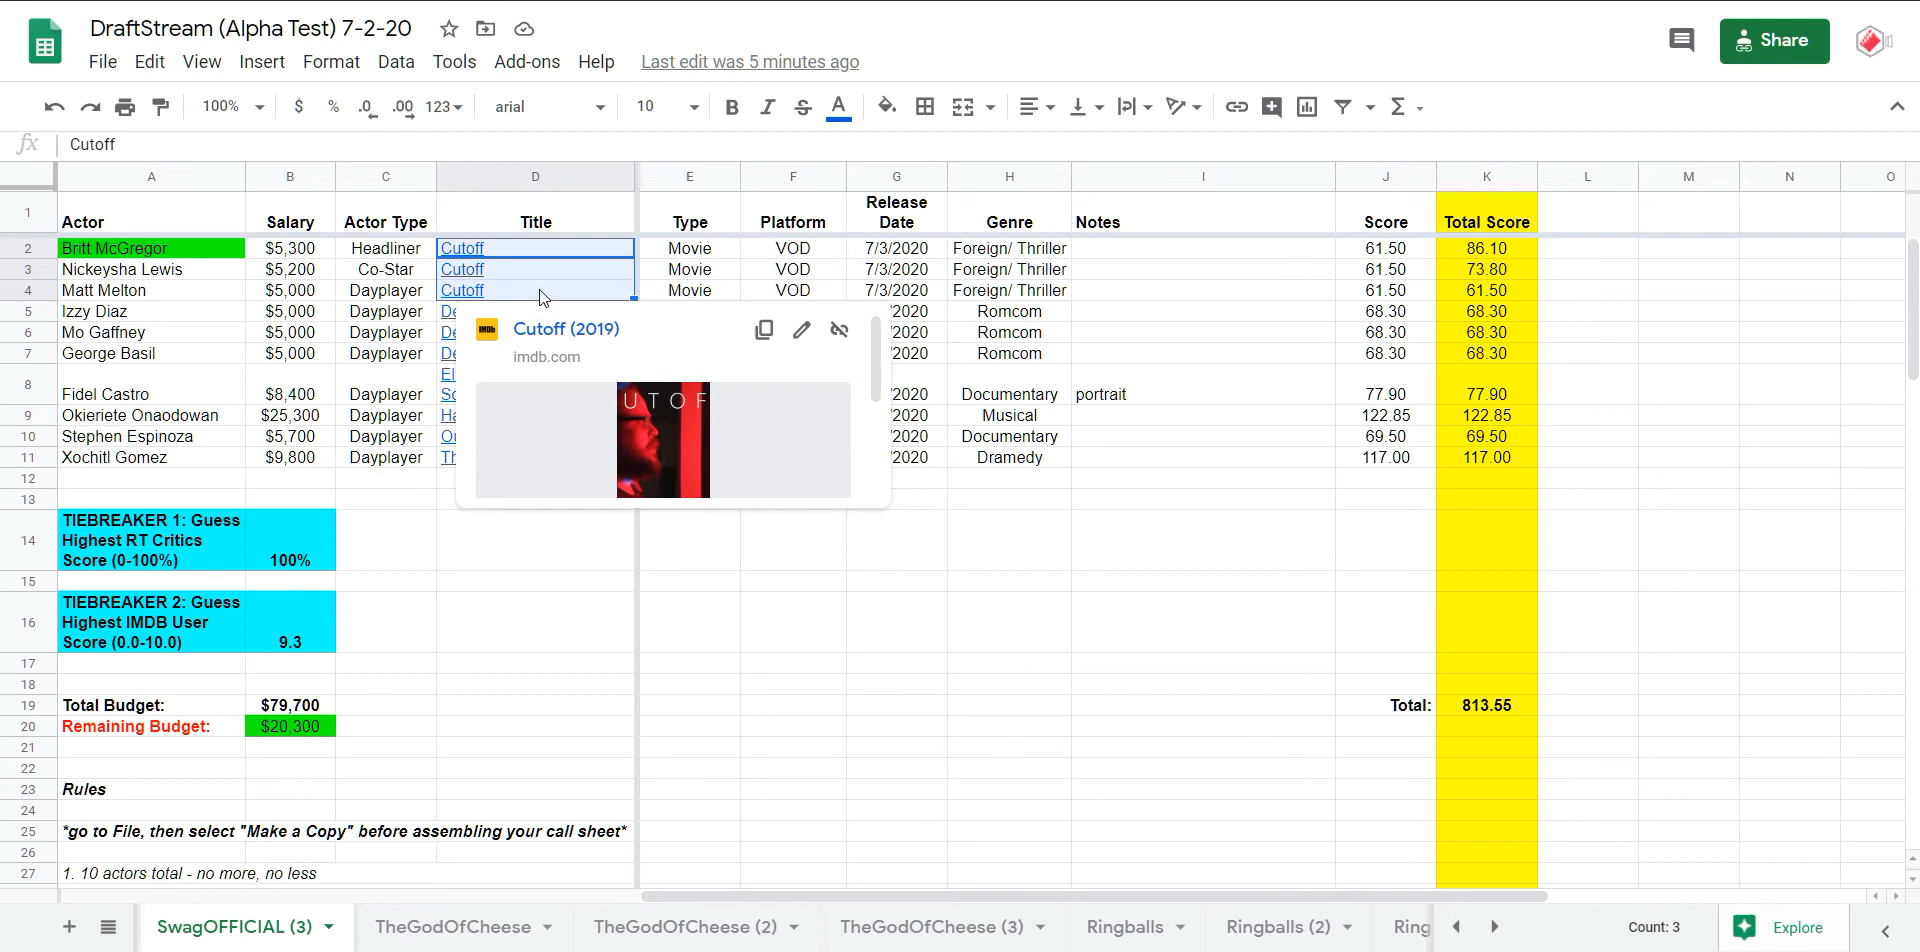 DraftStream (Alpha Test) 7-2-20
Share
File Edit View Insert Format Data Tools Add-ons Help Last edit was 5 minutes ago
100% $ % .0 .00 123 arial 10 B I S A Σ
fx Cutoff
A B C D E F G H I J K L M N O
1 Actor Salary Actor Type Title Type Platform Release Date Genre Notes Score Total Score
2 Britt McGregor $5,300 Headliner Cutoff Movie VOD 7/3/2020 Foreign/ Thriller 61.50 86.10
3 Nickeysha Lewis $5,200 Co-Star Cutoff Movie VOD 7/3/2020 Foreign/ Thriller 61.50 73.80
4 Matt Melton $5,000 Dayplayer Cutoff Movie VOD 7/3/2020 Foreign/ Thriller 61.50 61.50
5 Izzy Diaz $5,000 Dayplayer De /2020 Romcom 68.30 68.30
6 Mo Gaffney $5,000 Dayplayer De /2020 Romcom 68.30 68.30
7 George Basil $5,000 Dayplayer De /2020 Romcom 68.30 68.30
El
8 Fidel Castro $8,400 Dayplayer So /2020 Documentary portrait 77.90 77.90
9 Okieriete Onaodowan $25,300 Dayplayer Ha /2020 Musical 122.85 122.85
10 Stephen Espinoza $5,700 Dayplayer Ou /2020 Documentary 69.50 69.50
11 Xochitl Gomez $9,800 Dayplayer Th /2020 Dramedy 117.00 117.00
IMDb Cutoff (2019)
imdb.com
UTOF
12
13
14 TIEBREAKER 1: Guess
Highest RT Critics
Score (0-100%) 100%
15
16 TIEBREAKER 2: Guess
Highest IMDB User
Score (0.0-10.0) 9.3
17
18
19 Total Budget: $79,700 Total: 813.55
20 Remaining Budget: $20,300
21
22
23 Rules
24
25 *go to File, then select "Make a Copy" before assembling your call sheet*
26
27 1. 10 actors total - no more, no less
+ SwagOFFICIAL (3) TheGodOfCheese TheGodOfCheese (2) TheGodOfCheese (3) Ringballs Ringballs (2) Ring Count: 3 Explore